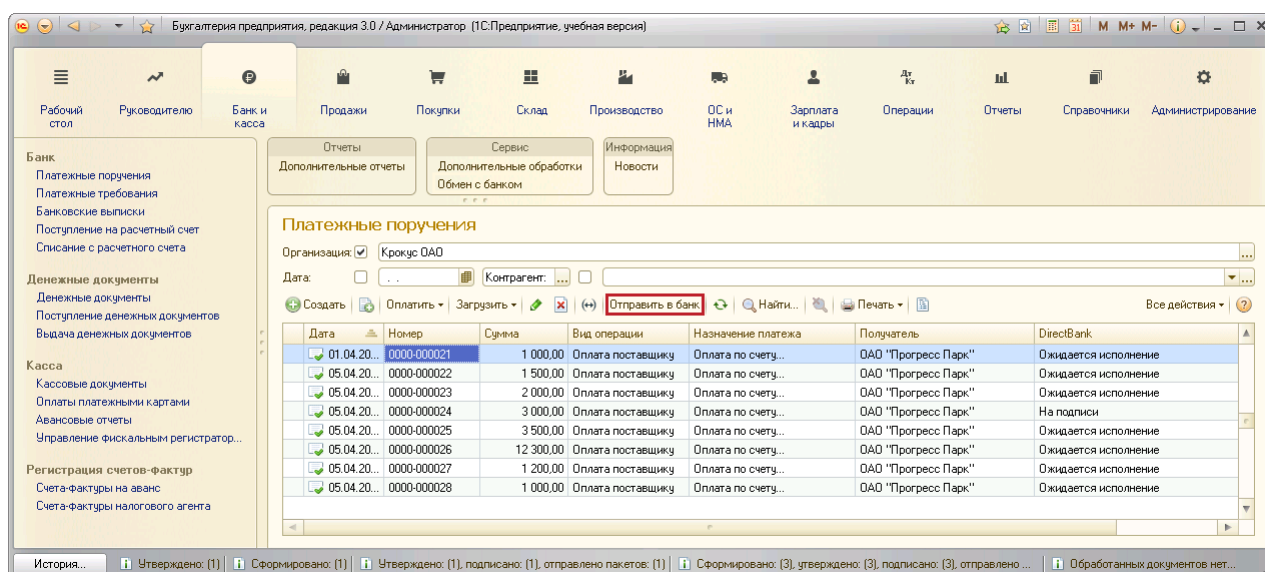 Бухгалтерия предприятия, редакция 3.0 / Администратор (1С:Предприятие, учебная версия)
M M+ M-
Рабочий стол
Руководителю
Банк и касса
Продажи
Покупки
Склад
Производство
ОС и НМА
Зарплата и кадры
Операции
Отчеты
Справочники
Администрирование
Банк
Платежные поручения
Платежные требования
Банковские выписки
Поступление на расчетный счет
Списание с расчетного счета
Денежные документы
Денежные документы
Поступление денежных документов
Выдача денежных документов
Касса
Кассовые документы
Оплаты платежными картами
Авансовые отчеты
Управление фискальным регистратор...
Регистрация счетов-фактур
Счета-фактуры на аванс
Счета-фактуры налогового агента
Отчеты
Дополнительные отчеты
Сервис
Дополнительные обработки
Обмен с банком
Информация
Новости
Платежные поручения
Организация: Крокус ОАО ...
Дата: . . Контрагент: ... ...
Создать Оплатить Загрузить Отправить в банк Найти... Печать Все действия
Дата Номер Сумма Вид операции Назначение платежа Получатель DirectBank
01.04.20... 0000-000021 1 000,00 Оплата поставщику Оплата по счету... ОАО "Прогресс Парк" Ожидается исполнение
05.04.20... 0000-000022 1 500,00 Оплата поставщику Оплата по счету... ОАО "Прогресс Парк" Ожидается исполнение
05.04.20... 0000-000023 2 000,00 Оплата поставщику Оплата по счету... ОАО "Прогресс Парк" Ожидается исполнение
05.04.20... 0000-000024 3 000,00 Оплата поставщику Оплата по счету... ОАО "Прогресс Парк" На подписи
05.04.20... 0000-000025 3 500,00 Оплата поставщику Оплата по счету... ОАО "Прогресс Парк" Ожидается исполнение
05.04.20... 0000-000026 12 300,00 Оплата поставщику Оплата по счету... ОАО "Прогресс Парк" Ожидается исполнение
05.04.20... 0000-000027 1 200,00 Оплата поставщику Оплата по счету... ОАО "Прогресс Парк" Ожидается исполнение
05.04.20... 0000-000028 1 000,00 Оплата поставщику Оплата по счету... ОАО "Прогресс Парк" Ожидается исполнение
История... Утверждено: (1) Сформировано: (1) Утверждено: (1), подписано: (1), отправлено пакетов: (1) Сформировано: (3), утверждено: (3), подписано: (3), отправлено ... Обработанных документов нет...